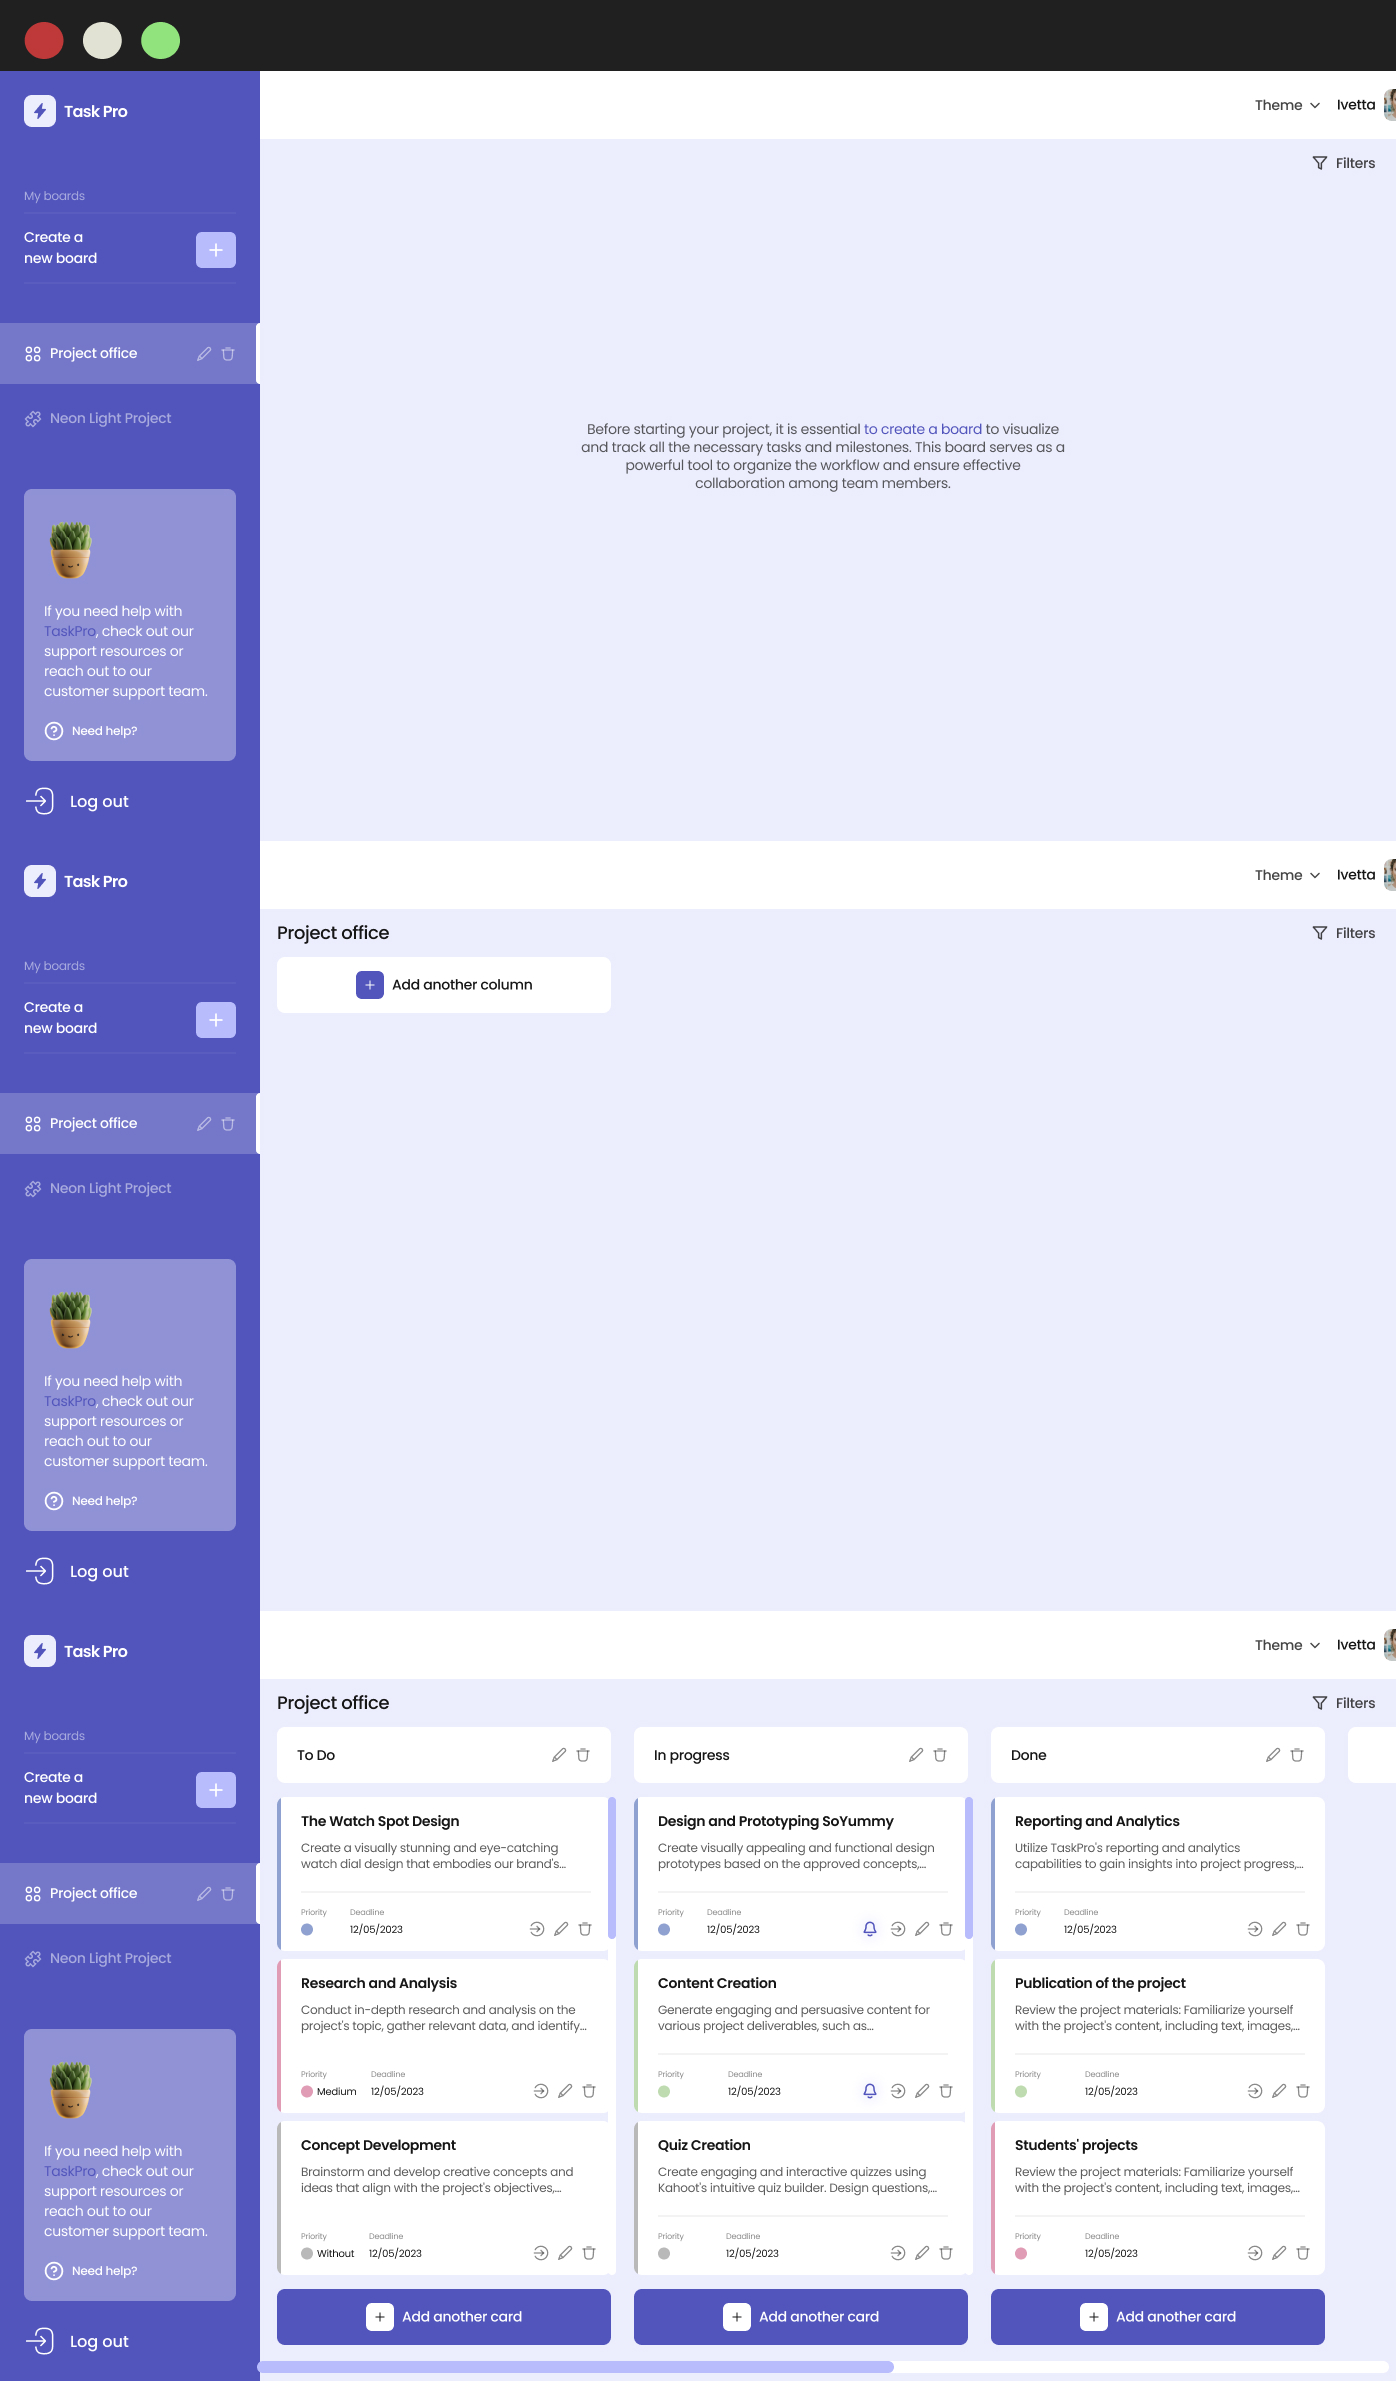 Task Pro
Theme
Ivetta
My boards
Create a
new board
Filters
Project office
Neon Light Project
Before starting your project, it is essential to create a board to visualize
and track all the necessary tasks and milestones. This board serves as a
powerful tool to organize the workflow and ensure effective
collaboration among team members.
If you need help with
TaskPro, check out our
support resources or
reach out to our
customer support team.
Need help?
Log out
Task Pro
Theme
Ivetta
My boards
Create a
new board
Project office
Filters
Add another column
Project office
Neon Light Project
If you need help with
TaskPro, check out our
support resources or
reach out to our
customer support team.
Need help?
Log out
Task Pro
Theme
Ivetta
My boards
Create a
new board
Project office
Neon Light Project
If you need help with
TaskPro, check out our
support resources or
reach out to our
customer support team.
Need help?
Log out
Project office
Filters
To Do
The Watch Spot Design
Create a visually stunning and eye-catching
watch dial design that embodies our brand's...
Priority
Deadline
12/05/2023
Research and Analysis
Conduct in-depth research and analysis on the
project's topic, gather relevant data, and identify...
Priority
Deadline
Medium
12/05/2023
Concept Development
Brainstorm and develop creative concepts and
ideas that align with the project's objectives,...
Priority
Deadline
Without
12/05/2023
Add another card
In progress
Design and Prototyping SoYummy
Create visually appealing and functional design
prototypes based on the approved concepts,...
Priority
Deadline
12/05/2023
Content Creation
Generate engaging and persuasive content for
various project deliverables, such as...
Priority
Deadline
12/05/2023
Quiz Creation
Create engaging and interactive quizzes using
Kahoot's intuitive quiz builder. Design questions,...
Priority
Deadline
12/05/2023
Add another card
Done
Reporting and Analytics
Utilize TaskPro's reporting and analytics
capabilities to gain insights into project progress,...
Priority
Deadline
12/05/2023
Publication of the project
Review the project materials: Familiarize yourself
with the project's content, including text, images,...
Priority
Deadline
12/05/2023
Students' projects
Review the project materials: Familiarize yourself
with the project's content, including text, images,...
Priority
Deadline
12/05/2023
Add another card